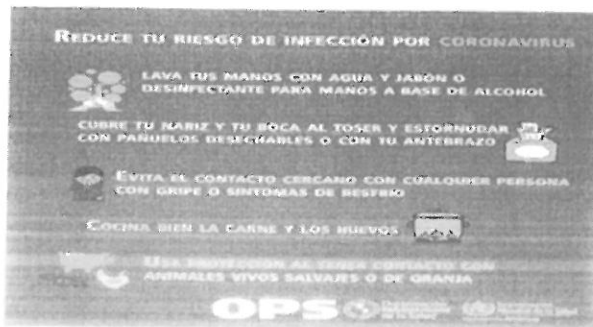 REDUCE TU RIESGO DE INFECCIÓN POR CORONAVIRUS
LAVA TUS MANOS CON AGUA Y JABÓN O
DESINFECTANTE PARA MANOS A BASE DE ALCOHOL
CUBRE TU NARIZ Y TU BOCA AL TOSER Y ESTORNUDAR
CON PAÑUELOS DESECHABLES O CON TU ANTEBRAZO
EVITA EL CONTACTO CERCANO CON CUALQUIER PERSONA
CON GRIPE O SÍNTOMAS DE RESFRÍO
COCINA BIEN LA CARNE Y LOS HUEVOS
USA PROTECCIÓN AL TENER CONTACTO CON
ANIMALES VIVOS SALVAJES O DE GRANJA
OPS